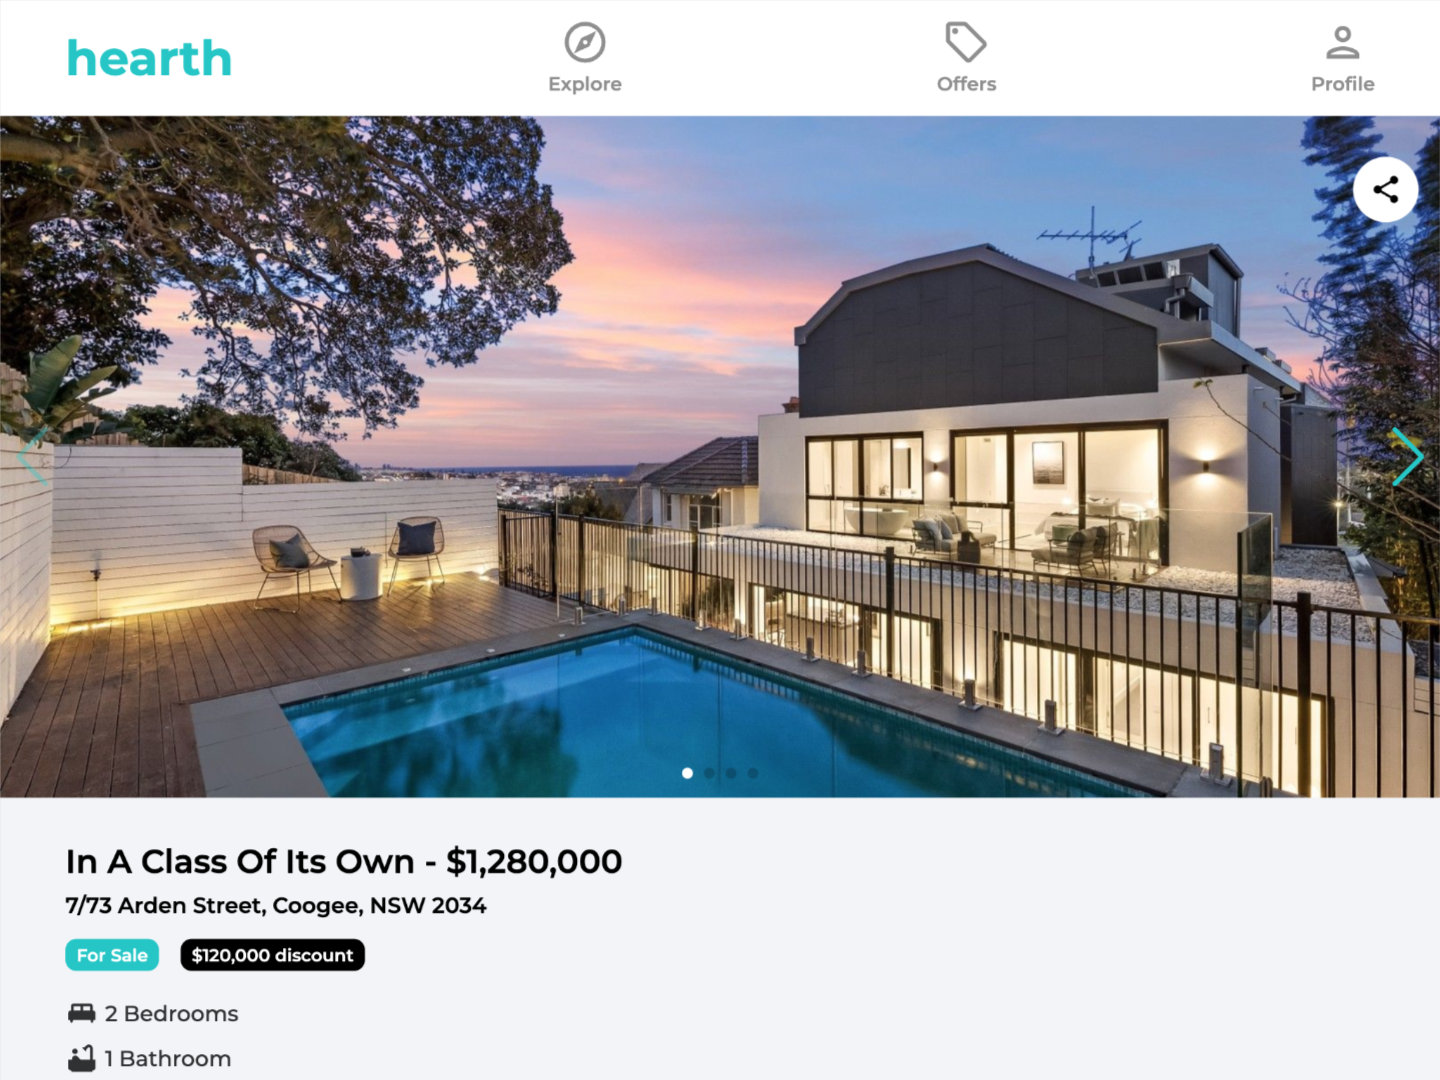 hearth
Explore
Offers
Profile
In A Class Of Its Own - $1,280,000
7/73 Arden Street, Coogee, NSW 2034
For Sale
$120,000 discount
2 Bedrooms
1 Bathroom